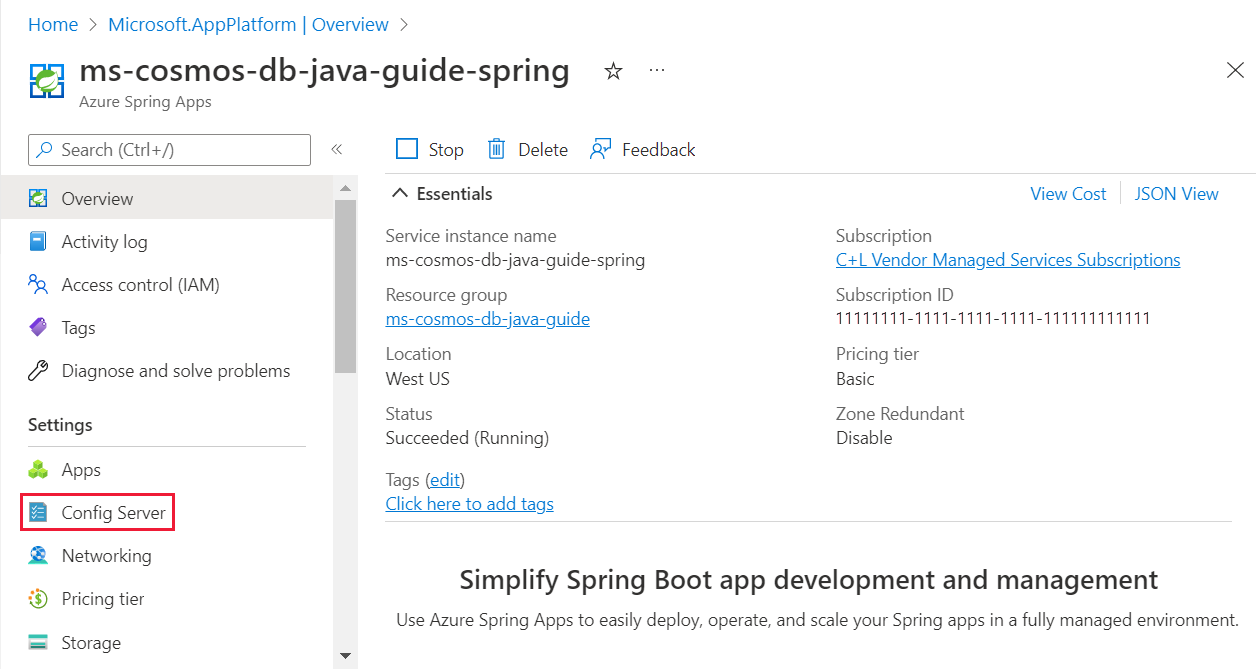 Home > Microsoft.AppPlatform | Overview >
ms-cosmos-db-java-guide-spring ...
Azure Spring Apps
Search (Ctrl+/) «
Overview
Activity log
Access control (IAM)
Tags
Diagnose and solve problems
Settings
Apps
Config Server
Networking
Pricing tier
Storage
Stop Delete Feedback
Essentials View Cost JSON View
Service instance name
ms-cosmos-db-java-guide-spring
Resource group
ms-cosmos-db-java-guide
Location
West US
Status
Succeeded (Running)
Tags (edit)
Click here to add tags
Subscription
C+L Vendor Managed Services Subscriptions
Subscription ID
11111111-1111-1111-1111-111111111111
Pricing tier
Basic
Zone Redundant
Disable
Simplify Spring Boot app development and management
Use Azure Spring Apps to easily deploy, operate, and scale your Spring apps in a fully managed environment.